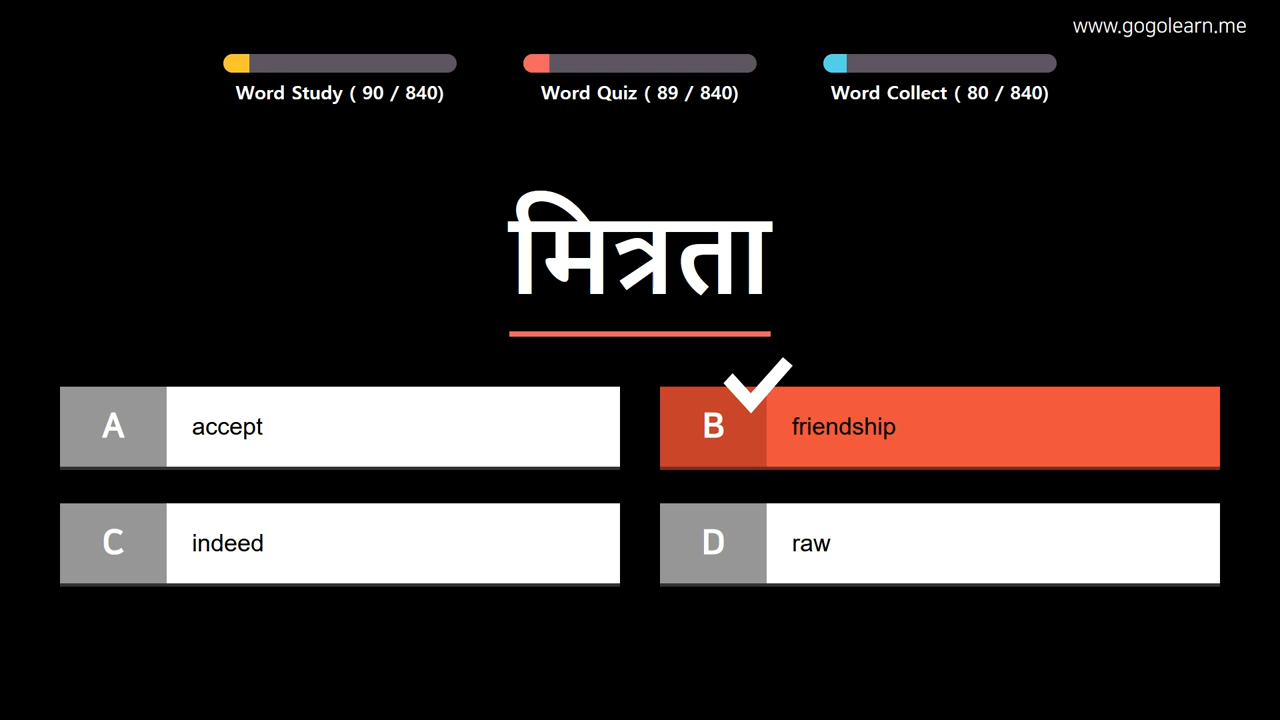 www.gogolearn.me
Word Study ( 90 / 840)
Word Quiz ( 89 / 840)
Word Collect ( 80 / 840)
मित्रता
A accept
B friendship
C indeed
D raw